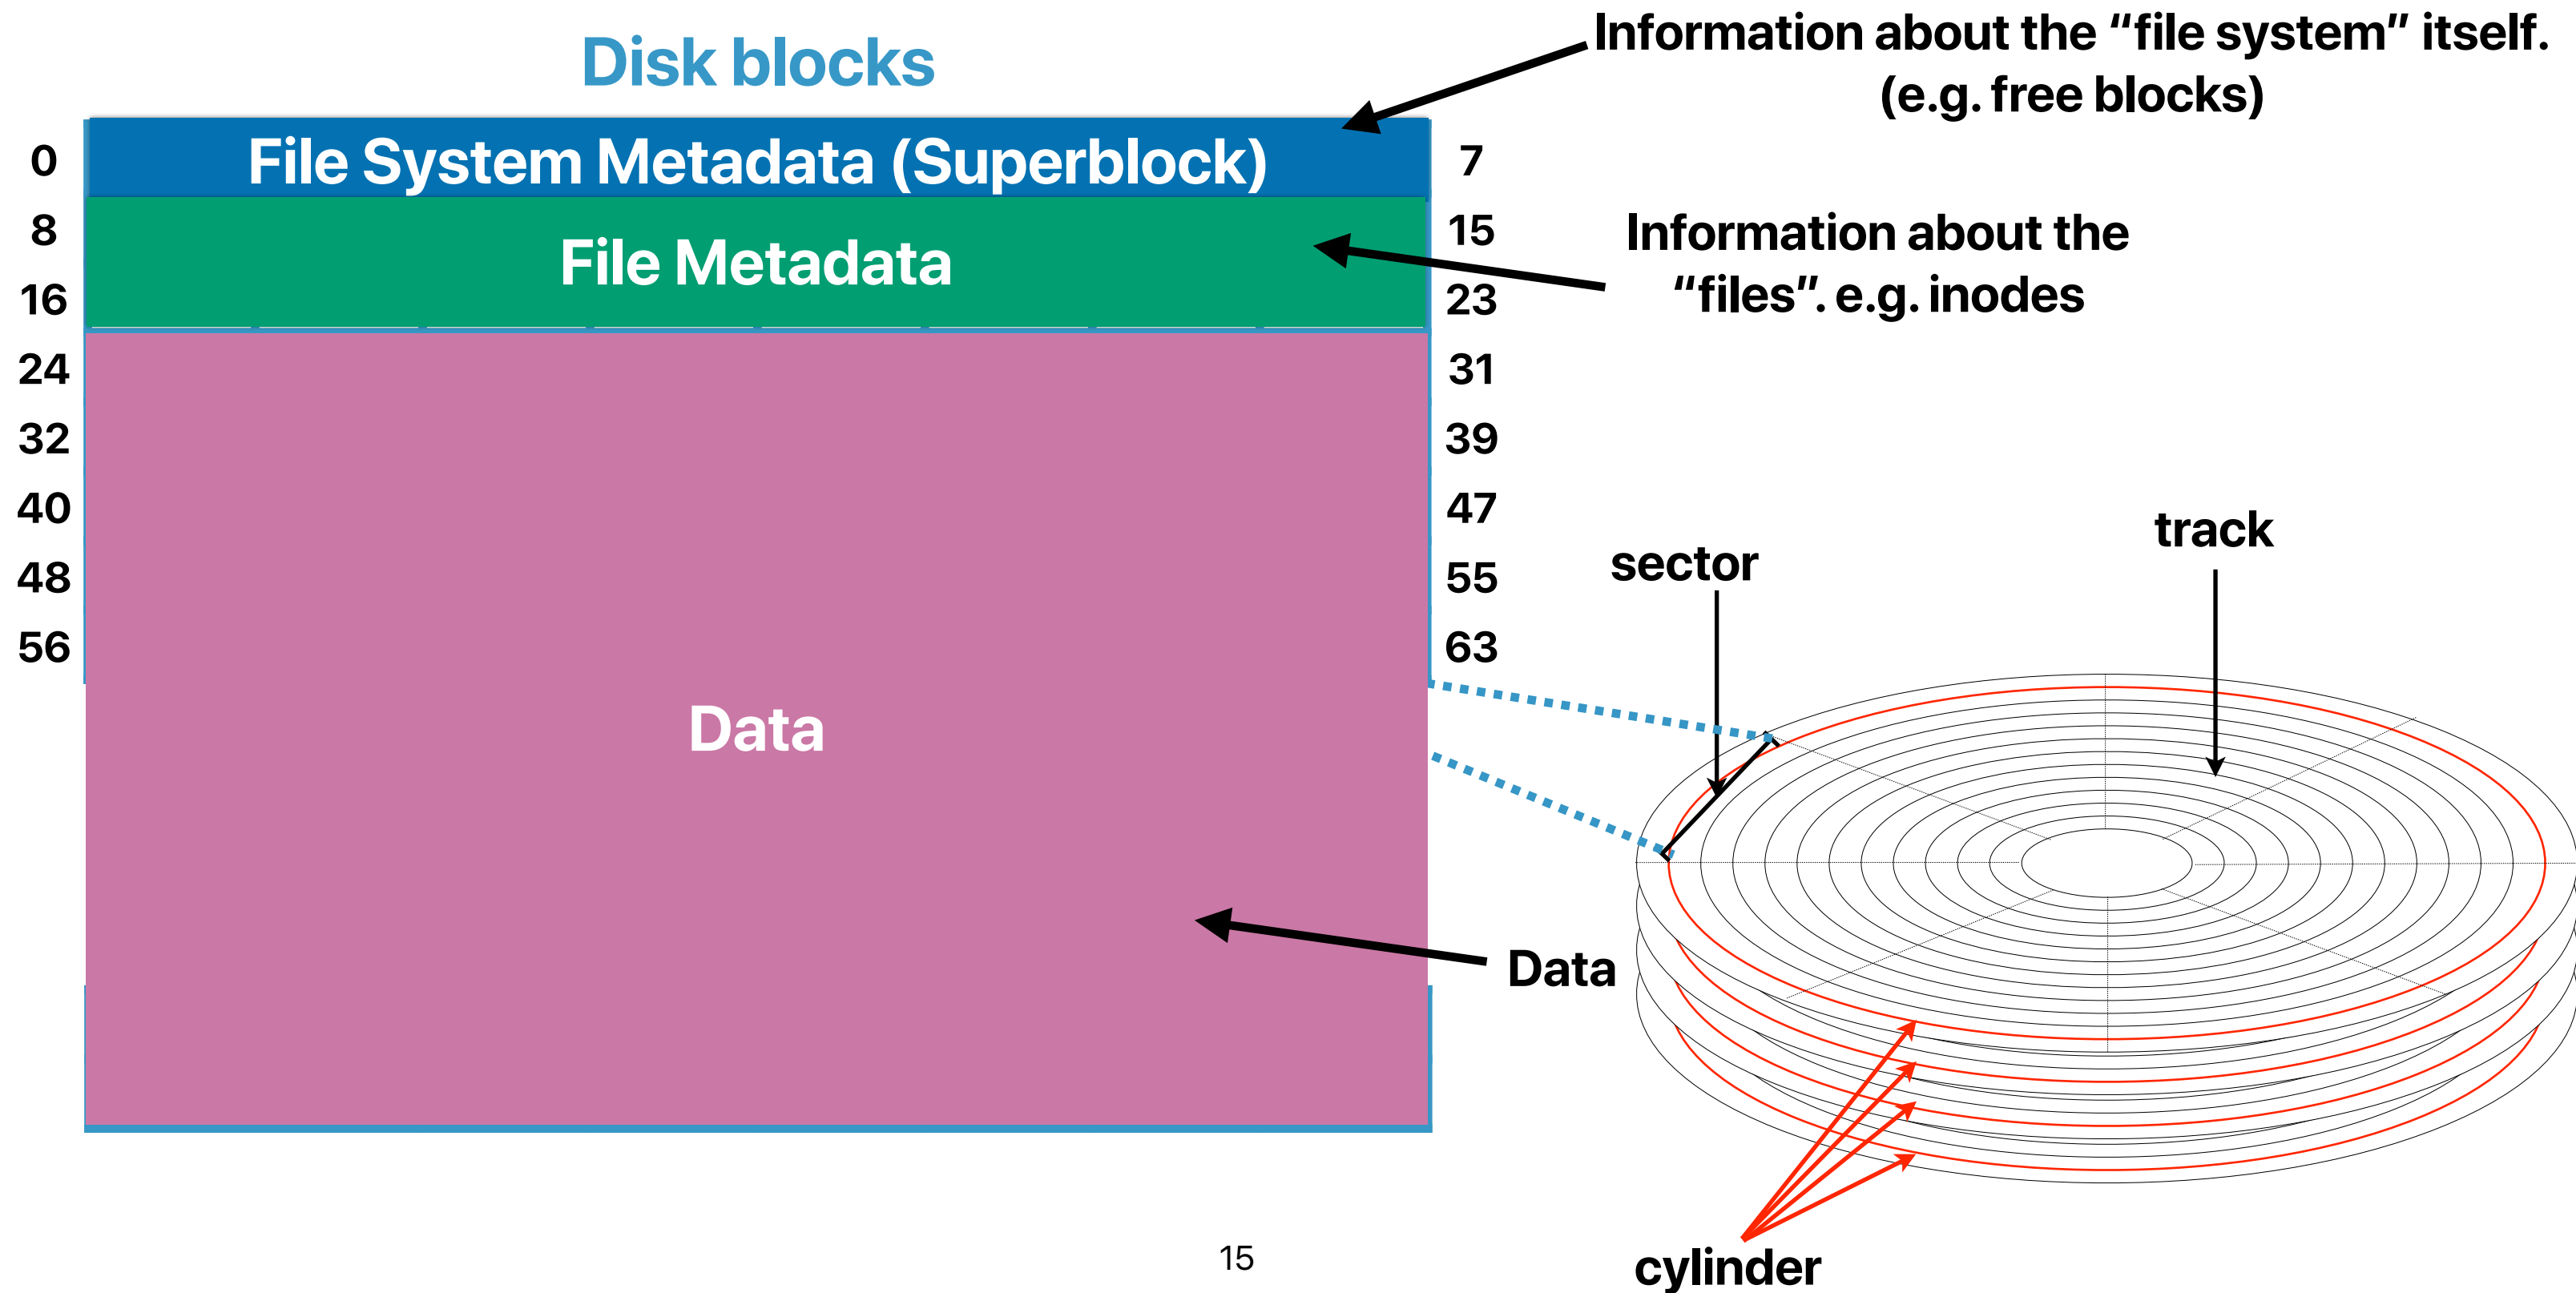 Disk blocks
Information about the “file system” itself.
(e.g. free blocks)
0
File System Metadata (Superblock)
7
8
File Metadata
15
16
23
Information about the
“files”. e.g. inodes
24
31
32
39
40
47
48
55
56
63
Data
sector
track
Data
cylinder
15